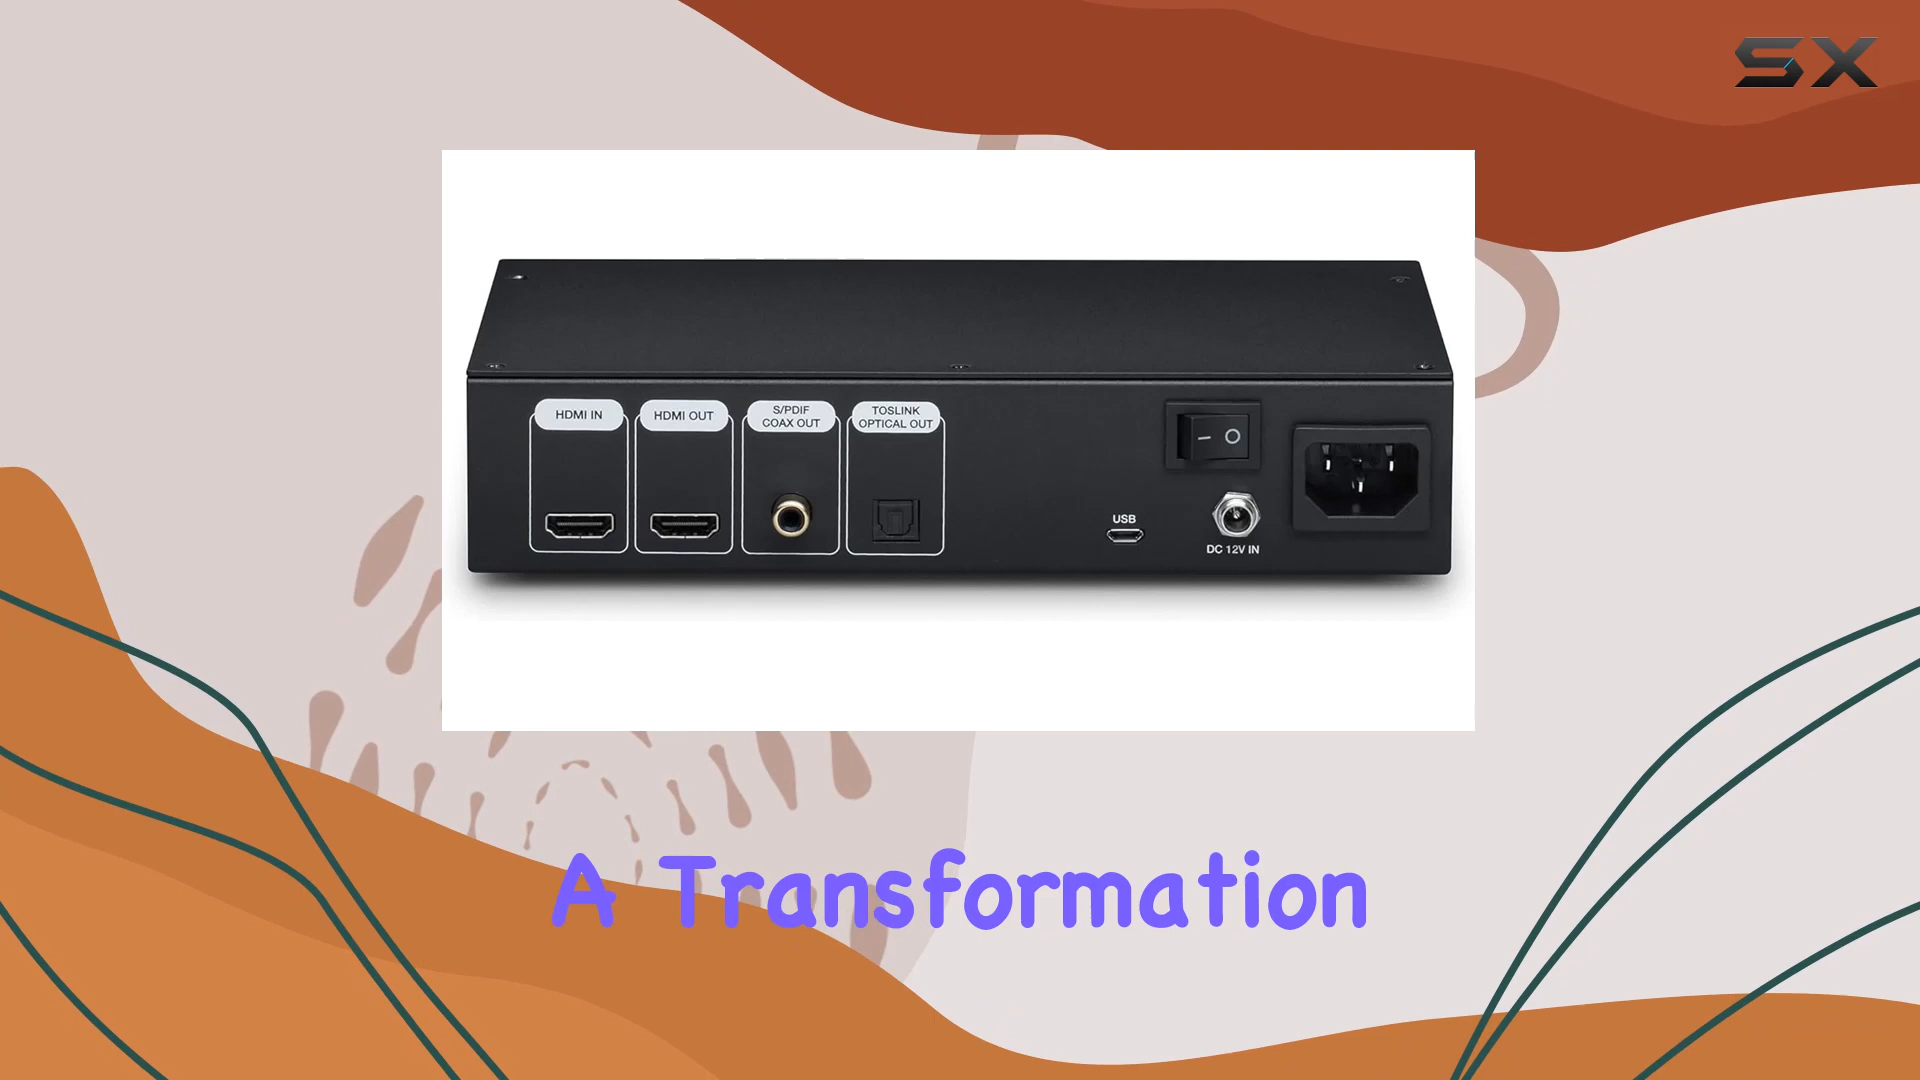 SX
HDMI IN
HDMI OUT
S/PDIF
COAX OUT
TOSLINK
OPTICAL OUT
USB
DC 12V IN
A Transformation